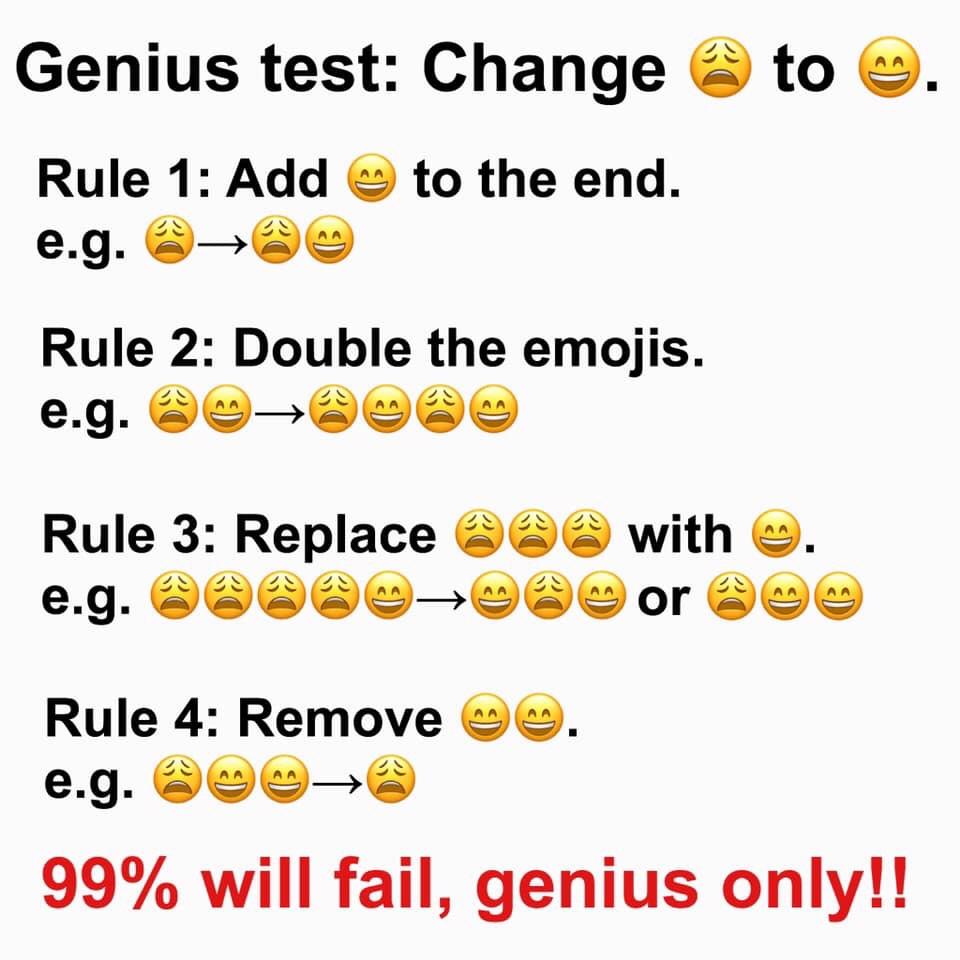 Genius test: Change 😩 to 😄.
Rule 1: Add 😄 to the end.
e.g. 😩→😩😄
Rule 2: Double the emojis.
e.g. 😩😄→😩😄😩😄
Rule 3: Replace 😩😩😩 with 😄.
e.g. 😩😩😩😩😄→😄😩😄 or 😩😄😄
Rule 4: Remove 😄😄.
e.g. 😩😄😄→😩
99% will fail, genius only!!